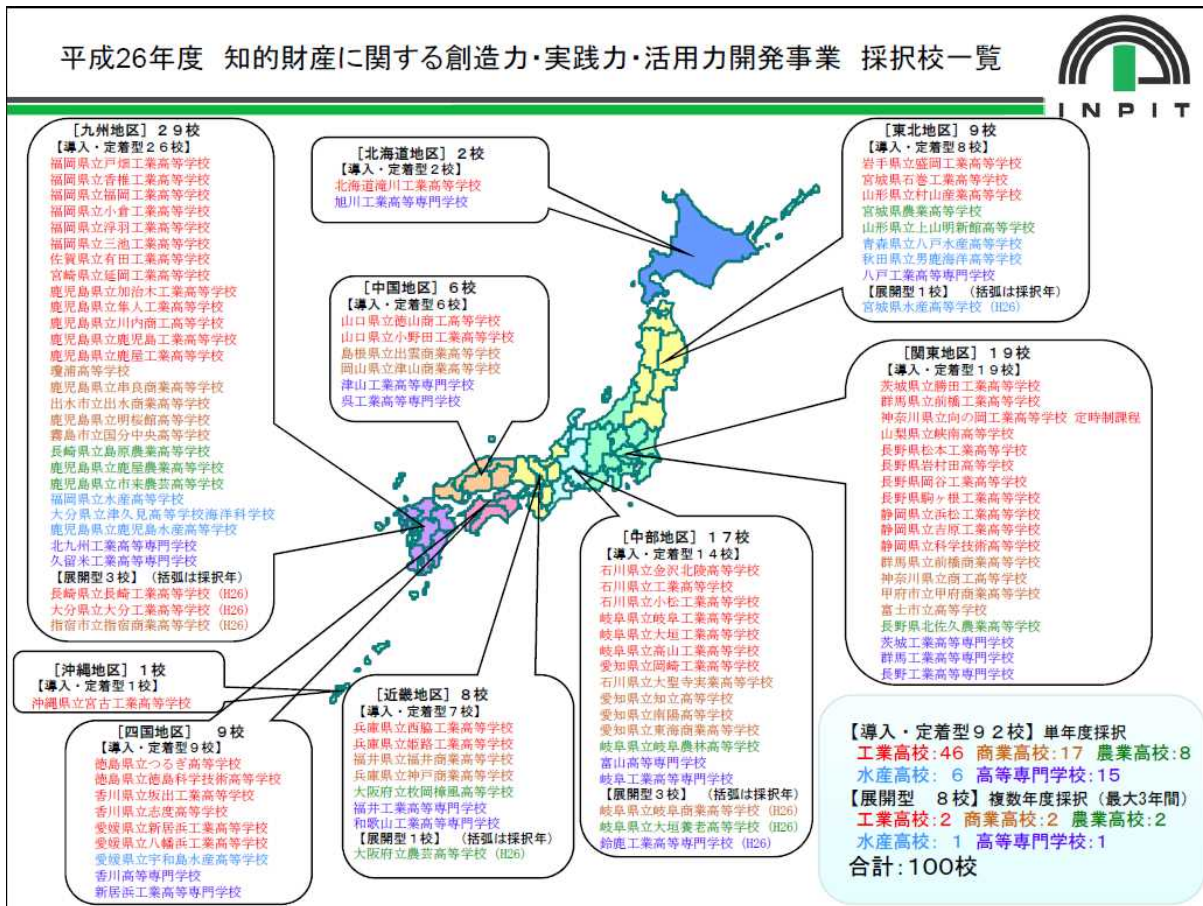 平成26年度 知的財産に関する創造力・実践力・活用力開発事業 採択校一覧
INPIT
[九州地区] 29校
【導入・定着型26校】
福岡県立戸畑工業高等学校
福岡県立香椎工業高等学校
福岡県立福岡工業高等学校
福岡県立小倉工業高等学校
福岡県立浮羽工業高等学校
福岡県立三池工業高等学校
佐賀県立有田工業高等学校
宮崎県立延岡工業高等学校
鹿児島県立加治木工業高等学校
鹿児島県立隼人工業高等学校
鹿児島県立川内商工高等学校
鹿児島県立鹿児島工業高等学校
鹿児島県立鹿屋工業高等学校
瓊浦高等学校
鹿児島県立串良商業高等学校
出水市立出水商業高等学校
鹿児島県立明桜館高等学校
霧島市立国分中央高等学校
長崎県立島原農業高等学校
鹿児島県立鹿屋農業高等学校
鹿児島県立市来農芸高等学校
福岡県立水産高等学校
大分県立津久見高等学校海洋科学校
鹿児島県立鹿児島水産高等学校
北九州工業高等専門学校
久留米工業高等専門学校
【展開型3校】 (括弧は採択年)
長崎県立長崎工業高等学校 (H26)
大分県立大分工業高等学校 (H26)
指宿市立指宿商業高等学校 (H26)
[北海道地区] 2校
【導入・定着型2校】
北海道滝川工業高等学校
旭川工業高等専門学校
[東北地区] 9校
【導入・定着型8校】
岩手県立盛岡工業高等学校
宮城県石巻工業高等学校
山形県立村山産業高等学校
宮城県農業高等学校
山形県立上山明新館高等学校
青森県立八戸水産高等学校
秋田県立男鹿海洋高等学校
八戸工業高等専門学校
【展開型1校】 (括弧は採択年)
宮城県水産高等学校 (H26)
[中国地区] 6校
【導入・定着型6校】
山口県立徳山商工高等学校
山口県立小野田工業高等学校
島根県立出雲商業高等学校
岡山県立津山商業高等学校
津山工業高等専門学校
呉工業高等専門学校
[関東地区] 19校
【導入・定着型19校】
茨城県立勝田工業高等学校
群馬県立前橋工業高等学校
神奈川県立向の岡工業高等学校 定時制課程
山梨県立峡南高等学校
長野県松本工業高等学校
長野県岩村田高等学校
長野県岡谷工業高等学校
長野県駒ヶ根工業高等学校
静岡県立浜松工業高等学校
静岡県立吉原工業高等学校
静岡県立科学技術高等学校
群馬県立前橋商業高等学校
神奈川県立商工高等学校
甲府市立甲府商業高等学校
富士市立高等学校
長野県北佐久農業高等学校
茨城工業高等専門学校
群馬工業高等専門学校
長野工業高等専門学校
[中部地区] 17校
【導入・定着型14校】
石川県立金沢北陵高等学校
石川県立工業高等学校
石川県立小松工業高等学校
岐阜県立岐阜工業高等学校
岐阜県立大垣工業高等学校
岐阜県立高山工業高等学校
愛知県立岡崎工業高等学校
石川県立大聖寺実業高等学校
愛知県立知立高等学校
愛知県立南陽高等学校
愛知県立東海商業高等学校
岐阜県立岐阜農林高等学校
富山高等専門学校
岐阜工業高等専門学校
【展開型3校】 (括弧は採択年)
岐阜県立岐阜商業高等学校 (H26)
岐阜県立大垣養老高等学校 (H26)
鈴鹿工業高等専門学校 (H26)
[沖縄地区] 1校
【導入・定着型1校】
沖縄県立宮古工業高等学校
[四国地区] 9校
【導入・定着型9校】
徳島県立つるぎ高等学校
徳島県立徳島科学技術高等学校
香川県立坂出工業高等学校
香川県立志度高等学校
愛媛県立新居浜工業高等学校
愛媛県立八幡浜工業高等学校
愛媛県立宇和島水産高等学校
香川高等専門学校
新居浜工業高等専門学校
[近畿地区] 8校
【導入・定着型7校】
兵庫県立西脇工業高等学校
兵庫県立姫路工業高等学校
福井県立福井商業高等学校
兵庫県立神戸商業高等学校
大阪府立枚岡樟風高等学校
福井工業高等専門学校
和歌山工業高等専門学校
【展開型1校】 (括弧は採択年)
大阪府立農芸高等学校 (H26)
【導入・定着型92校】単年度採択
工業高校:46 商業高校:17 農業高校:8
水産高校: 6 高等専門学校:15
【展開型 8校】複数年度採択（最大3年間）
工業高校:2 商業高校:2 農業高校:2
水産高校: 1 高等専門学校:1
合計:100校